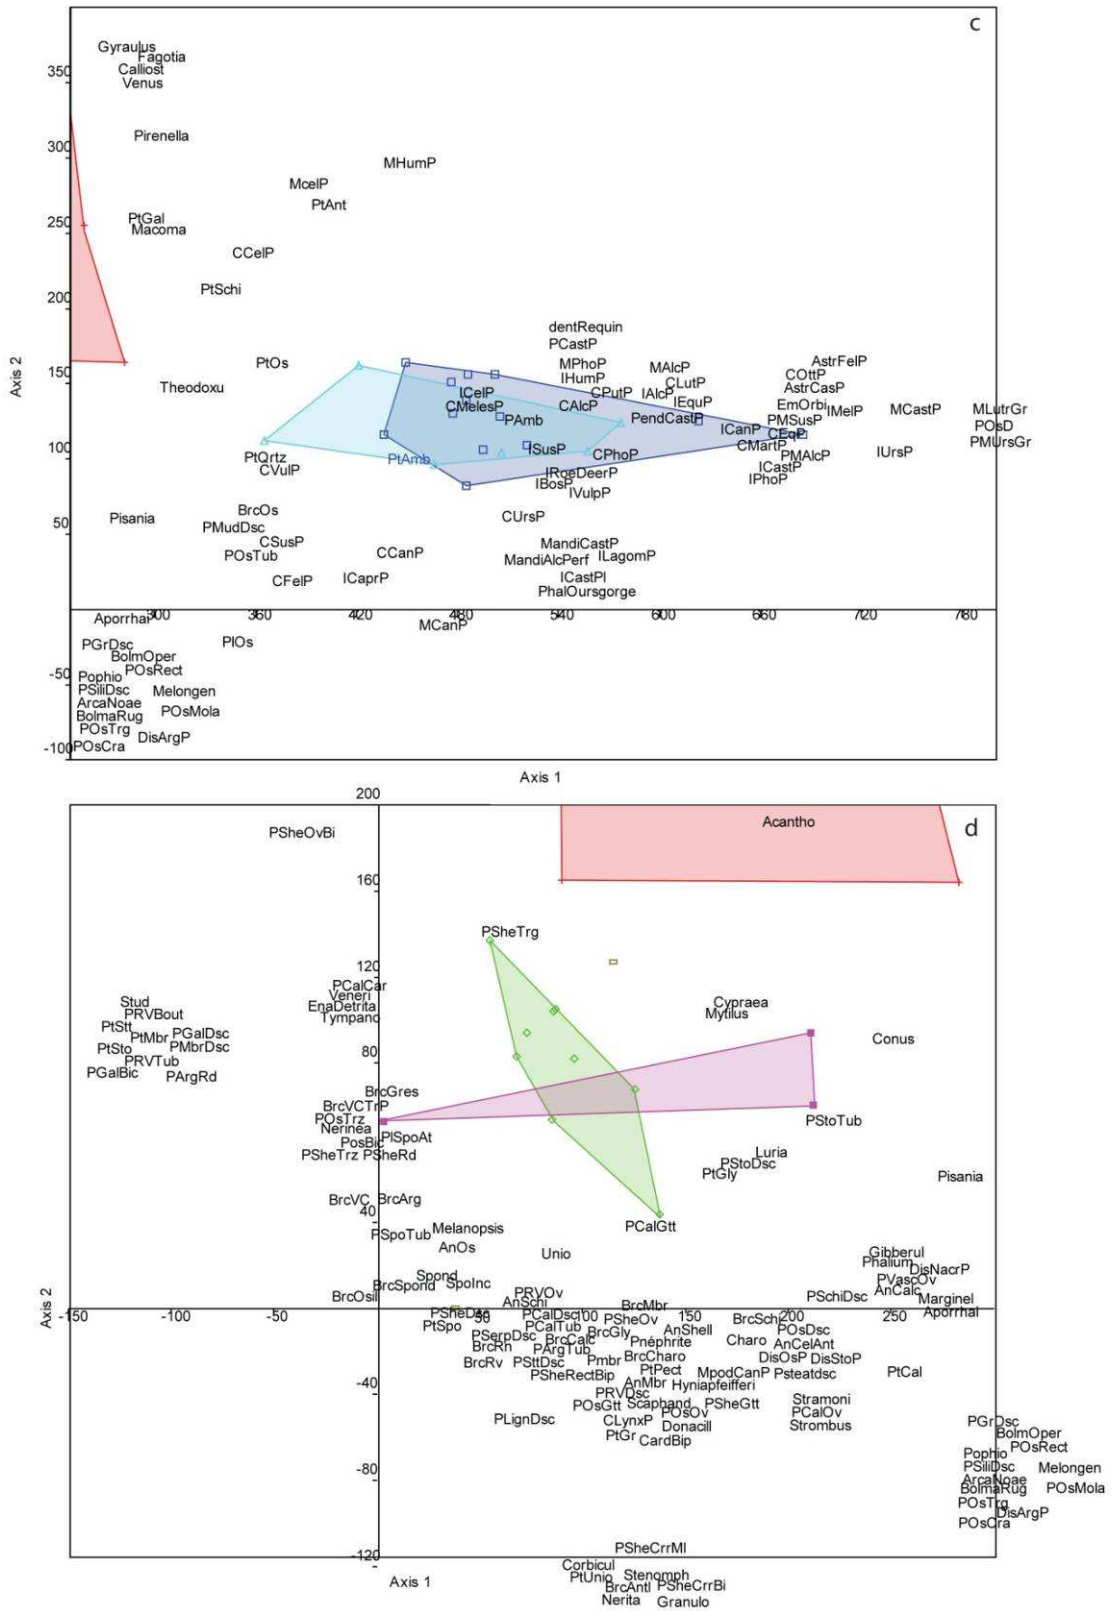 c
Gyraulus
Fagotia
Calliost
350
Venus
Pirenella
300
MHumP
McelP
PtAnt
PtGal
250
Macoma
CCelP
PtSchi
200
dentRequin
PCastP
Axis 2
PtOs
MPhoP
MAlcP
AstrFelP
150
Theodoxu
IHumP
CLutP
COttP
ICelP
CPutP
IAlcP
AstrCasP
CMelesP
CAlcP
IEquP
EmOrbi
IMelP
MCastP
MLutrGr
PAmb
PendCastP
PMSusP
POsD
ICanP
CEqP
PMUrsGr
100
ISusP
CPhoP
CMartP
PMAlcP
IUrsP
PtQrtz
PtAmb
CVulP
IRoeDeerP
ICastP
IBosP
IPhoP
IVulpP
BrcOs
Pisania
PMudDsc
CUrsP
50
CSusP
POsTub
CCanP
MandiCastP
MandiAlcPerf
ILagomP
CFelP
ICaprP
ICastPl
PhalOursgorge
Aporrhai
300
360
420
480
540
600
660
720
780
MCanP
PGrDsc
PlOs
BolmOper
-50
POsRect
Pophio
PSiliDsc
Melongen
ArcaNoae
BolmaRug
POsMola
POsTrg
DisArgP
-100
POsCra
Axis 1
200
d
PSheOvBi
Acantho
160
PSheTrg
120
PCalCar
Stud
Veneri
Cypraea
PRVBout
EnaDetrita
Mytilus
PtStt
Tympano
PtMbr
PGalDsc
Conus
PtSto
PMbrDsc
80
PRVTub
PGalBic
PArgRd
BrcGres
BrcVCTrP
POsTrz
PStoTub
Nerinea
PlSpoAt
PosBic
PSheTrz
PSheRd
Luria
PStoDsc
PtGly
Pisania
BrcVC
BrcArg
40
PSpoTub
Melanopsis
PCalGtt
AnOs
Unio
Gibberul
Phalium
DisNacrP
Spond
BrcSpond
SpoInc
PVascOv
BrcOsil
PRVOv
PSchiDsc
AnCalc
Marginel
AnSchi
BrcMbr
Aporrhal
Axis 2
-150
-100
-50
PSheDsc
50
PCalDsc
100
150
200
250
PtSpo
PCalTub
PSheOv
BrcSchi
PSerpDsc
BrcGly
AnShell
POsDsc
BrcRh
BrcCalc
Pnéphrite
Charo
AnCelAnt
PArgTub
BrcRv
PSttDsc
Pmbr
BrcCharo
DisOsP
DisStoP
PSheRectBip
PtPect
MpodCanP
Psteatdsc
PtCal
-40
AnMbr
Hyniapfeifferi
PRVDsc
POsGtt
Scaphand
PSheGtt
Stramoni
PLignDsc
CLynxP
POsOv
PCalOv
Donacill
Strombus
PGrDsc
PtGr
CardBip
BolmOper
POsRect
Pophio
-80
PSiliDsc
Melongen
ArcaNoae
BolmaRug
POsMola
POsTrg
DisArgP
POsCra
-120
PSheCrrMl
Corbicul
Axis 1
PtUnio
Stenomph
BrcAntl
PSheCrrBi
Nerita
Granulo